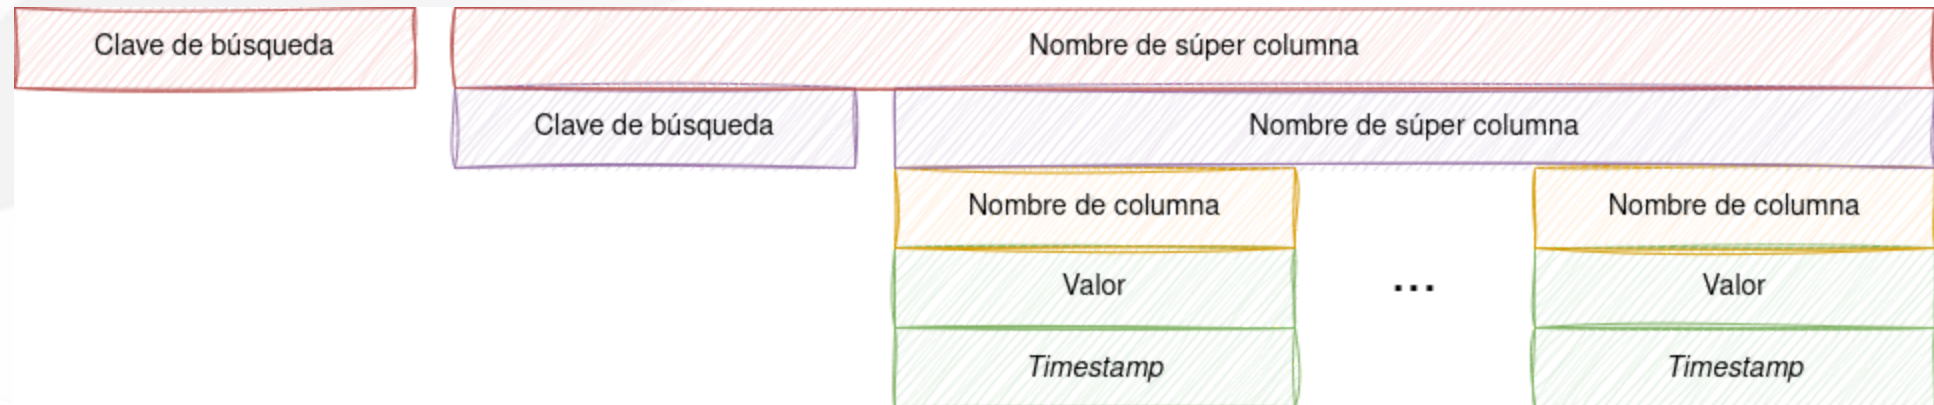 Clave de búsqueda Nombre de súper columna
Clave de búsqueda Nombre de súper columna
Nombre de columna Nombre de columna
Valor ... Valor
Timestamp Timestamp